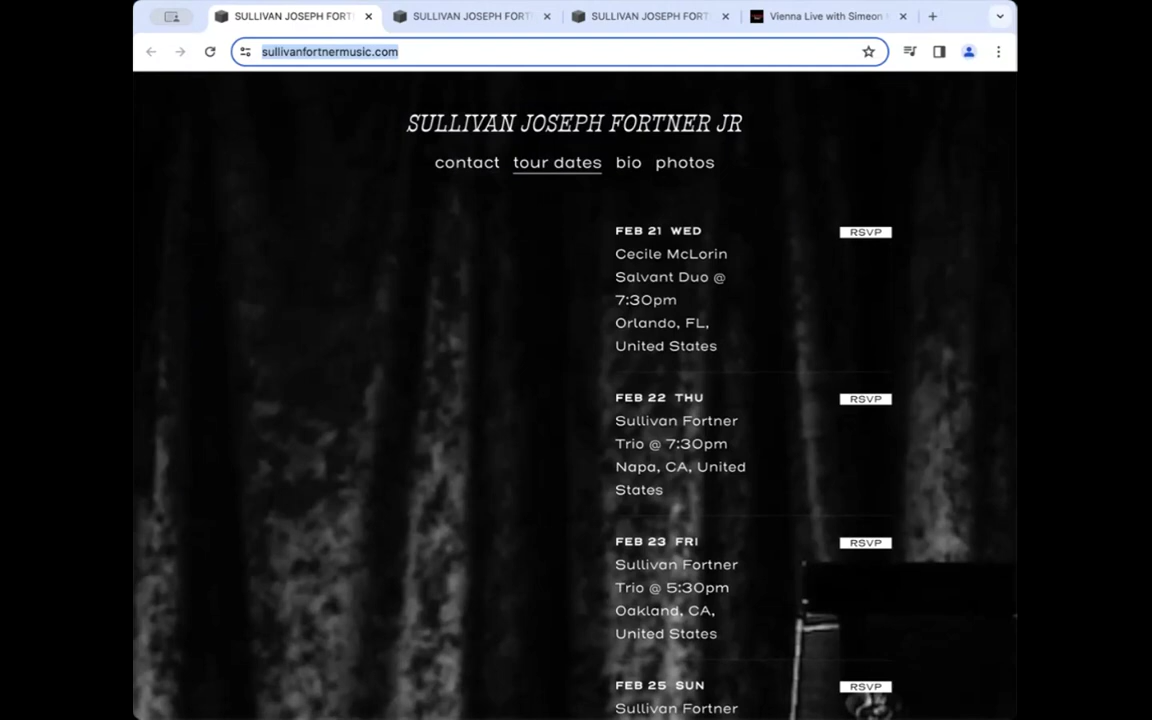 SULLIVAN JOSEPH FORT
SULLIVAN JOSEPH FORT
SULLIVAN JOSEPH FORT
Vienna Live with Simeon
sullivanfortnermusic.com
SULLIVAN JOSEPH FORTNER JR
contact tour dates bio photos
FEB 21 WED
RSVP
Cecile McLorin
Salvant Duo @
7:30pm
Orlando, FL,
United States
FEB 22 THU
RSVP
Sullivan Fortner
Trio @ 7:30pm
Napa, CA, United
States
FEB 23 FRI
RSVP
Sullivan Fortner
Trio @ 5:30pm
Oakland, CA,
United States
FEB 25 SUN
RSVP
Sullivan Fortner